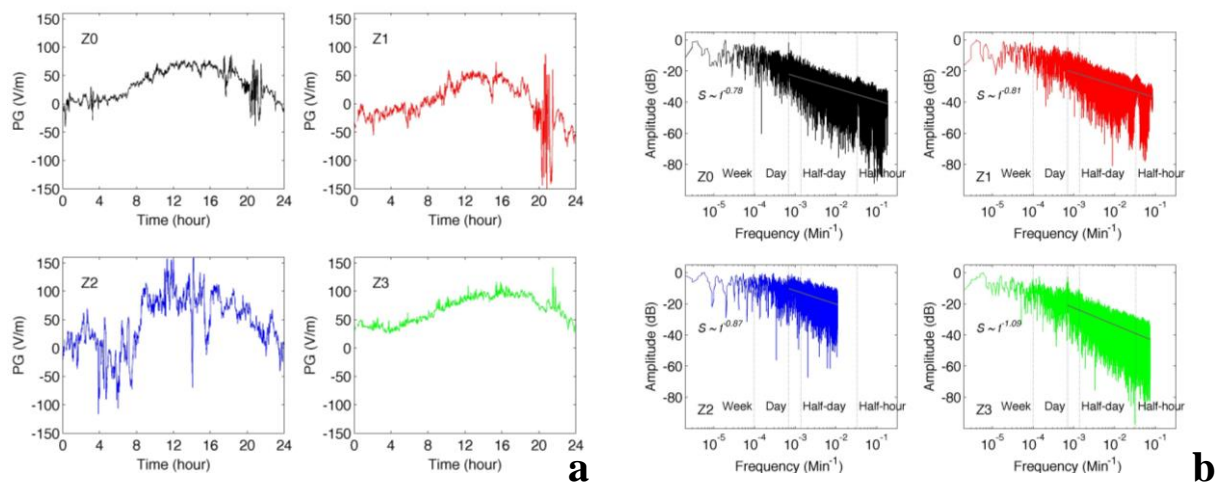 150
100
50
0
-50
-100
-150
PG (V/m)
Z0
0 4 8 12 16 20 24
Time (hour)
150
100
50
0
-50
-100
-150
PG (V/m)
Z1
0 4 8 12 16 20 24
Time (hour)
150
100
50
0
50
-100
-150
PG (V/m)
Z2
0 4 8 12 16 20 24
Time (hour)
150
100
50
0
50
100
-150
PG (V/m)
Z3
0 4 8 12 16 20 24
Time (hour)
a
0
-20
-40
-60
-80
Amplitude (dB)
S ~ f-0.78
Z0 Week Day Half-day Half-hour
10-5 10-4 10-3 10-2 10-1
Frequency (Min-1)
0
-20
-40
-60
-80
Amplitude (dB)
S ~ f-0.81
Z1 Week Day Half-day Half-hour
10-5 10-4 10-3 10-2 10-1
Frequency (Min-1)
0
-20
-40
-60
-80
Amplitude (dB)
S ~ f-0.87
Z2 Week Day Half-day Half-hour
10-5 10-4 10-3 10-2 10-1
Frequency (Min-1)
0
-20
-40
-60
-80
Amplitude (dB)
S ~ f1.09
Z3 Week Day Half-day Half-hour
10-5 10-4 10-3 10-2 10-1
Frequency (Min-1)
b